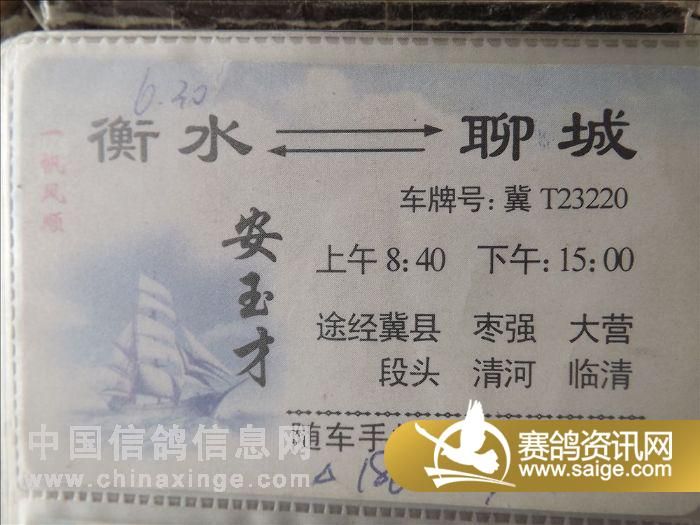 6.20
衡水 聊城
一帆风顺
车牌号:冀 T23220
安玉才
上午 8:40 下午:15:00
途经冀县 枣强 大营
段头 清河 临清
随车手
中国信鸽信息网
www.chinaxinge.com
赛鸽资讯网
www.saige.com